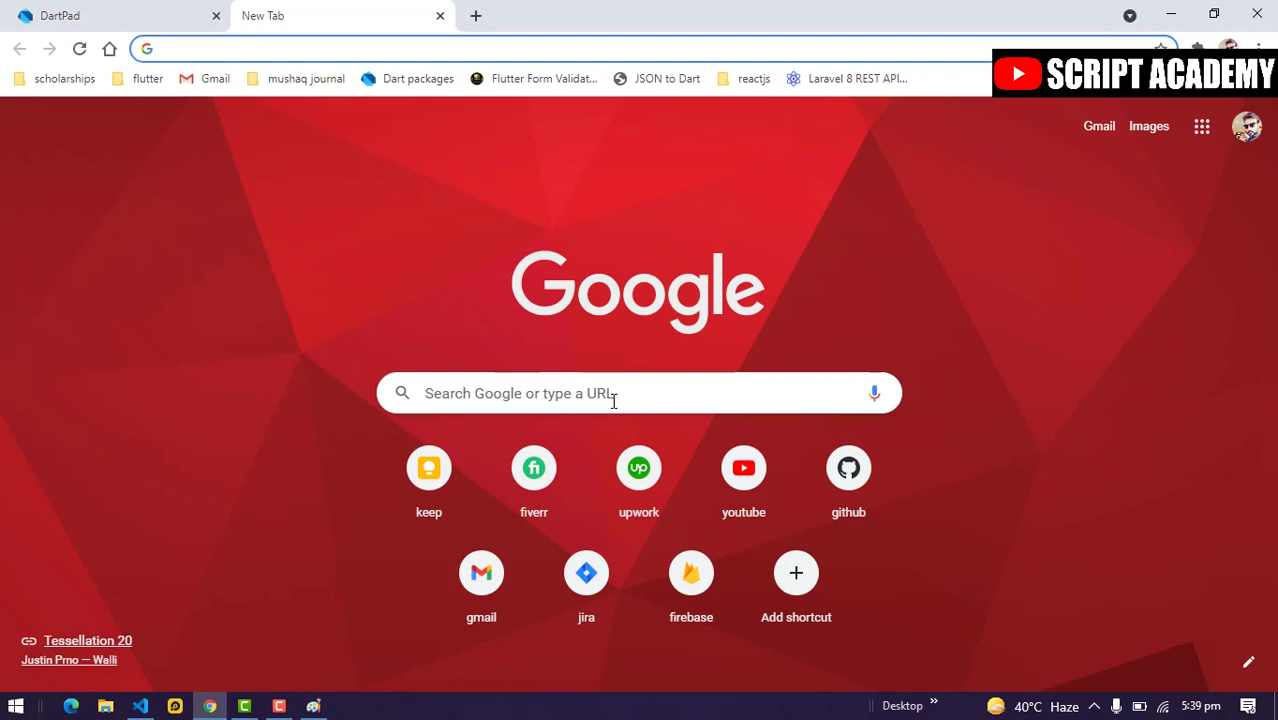 DartPad
New Tab
scholarships
flutter
Gmail
mushaq journal
Dart packages
Flutter Form Validat...
JSON to Dart
reactjs
Laravel 8 REST API...
SCRIPT ACADEMY
Gmail
Images
Google
Search Google or type a URL
fi
up
keep
fiverr
upwork
youtube
github
gmail
jira
firebase
Add shortcut
Tessellation 20
Justin Prno — Walli
Desktop
40°C Haze
5:39 pm